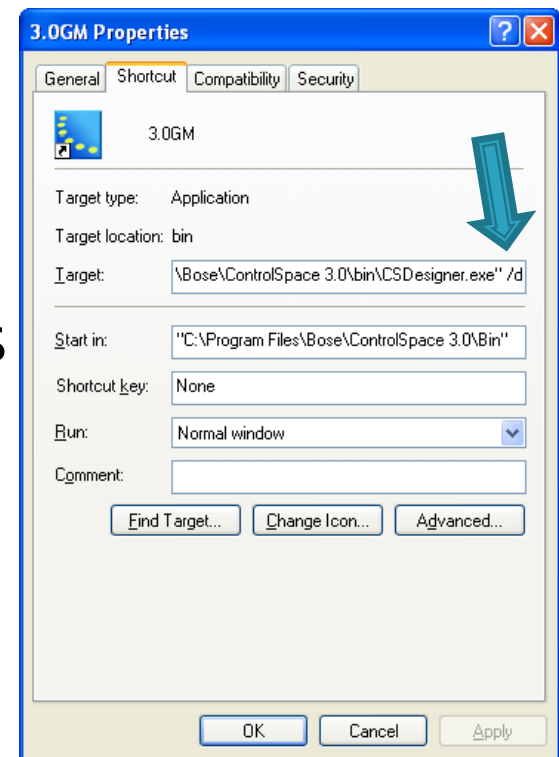 3.0GM Properties
General Shortcut Compatibility Security
3.0GM
Target type: Application
Target location: bin
Target: \Bose\ControlSpace 3.0\bin\CSDesigner.exe" /d
s
Start in: "C:\Program Files\Bose\ControlSpace 3.0\Bin"
Shortcut key: None
Run: Normal window
Comment:
Find Target... Change Icon... Advanced...
OK Cancel Apply